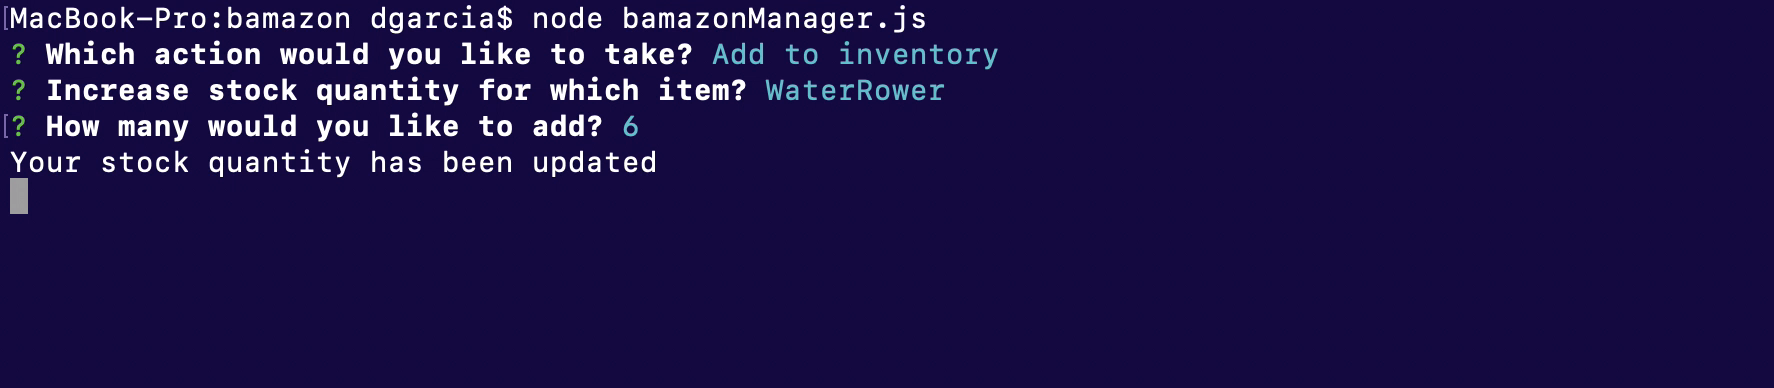 [MacBook-Pro:bamazon dgarcia$ node bamazonManager.js
? Which action would you like to take? Add to inventory
? Increase stock quantity for which item? WaterRower
[? How many would you like to add? 6
Your stock quantity has been updated